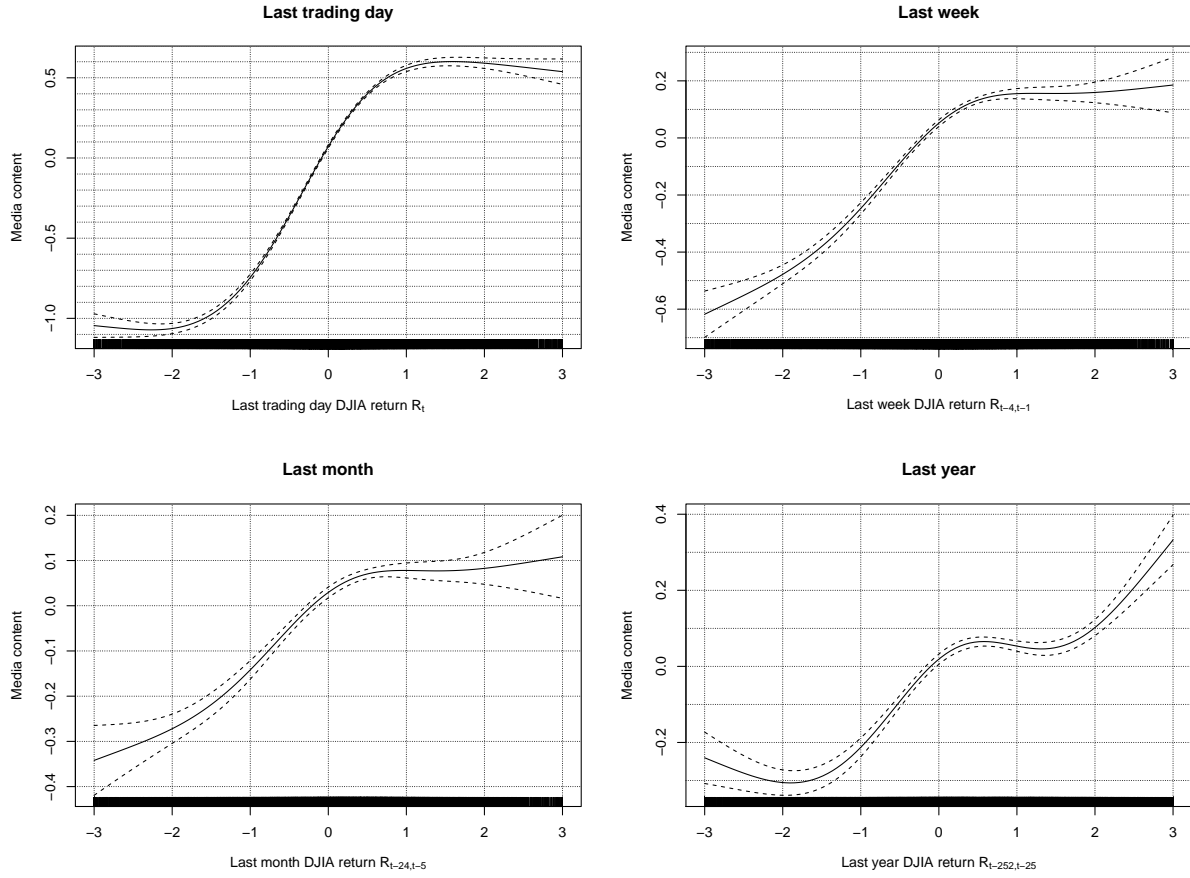 Last trading day
Media content
0.5
0.0
−0.5
−1.0
−3 −2 −1 0 1 2 3
Last trading day DJIA return Rt
Last week
Media content
0.2
0.0
−0.2
−0.4
−0.6
−3 −2 −1 0 1 2 3
Last week DJIA return Rt−4,t−1
Last month
Media content
0.2
0.1
0.0
−0.1
−0.2
−0.3
−0.4
−3 −2 −1 0 1 2 3
Last month DJIA return Rt−24,t−5
Last year
Media content
0.4
0.2
0.0
−0.2
−3 −2 −1 0 1 2 3
Last year DJIA return Rt−252,t−25